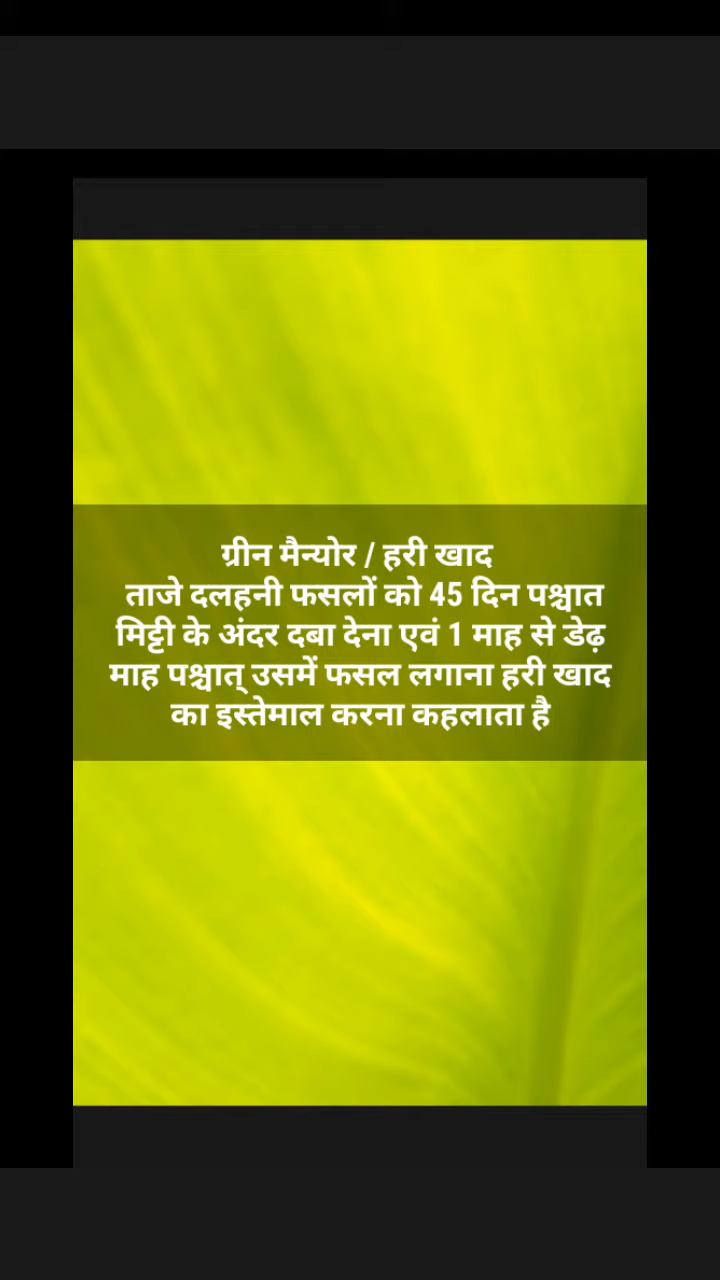 ग्रीन मैन्योर / हरी खाद
ताजे दलहनी फसलों को 45 दिन पश्चात
मिट्टी के अंदर दबा देना एवं 1 माह से डेढ़
माह पश्चात् उसमें फसल लगाना हरी खाद
का इस्तेमाल करना कहलाता है